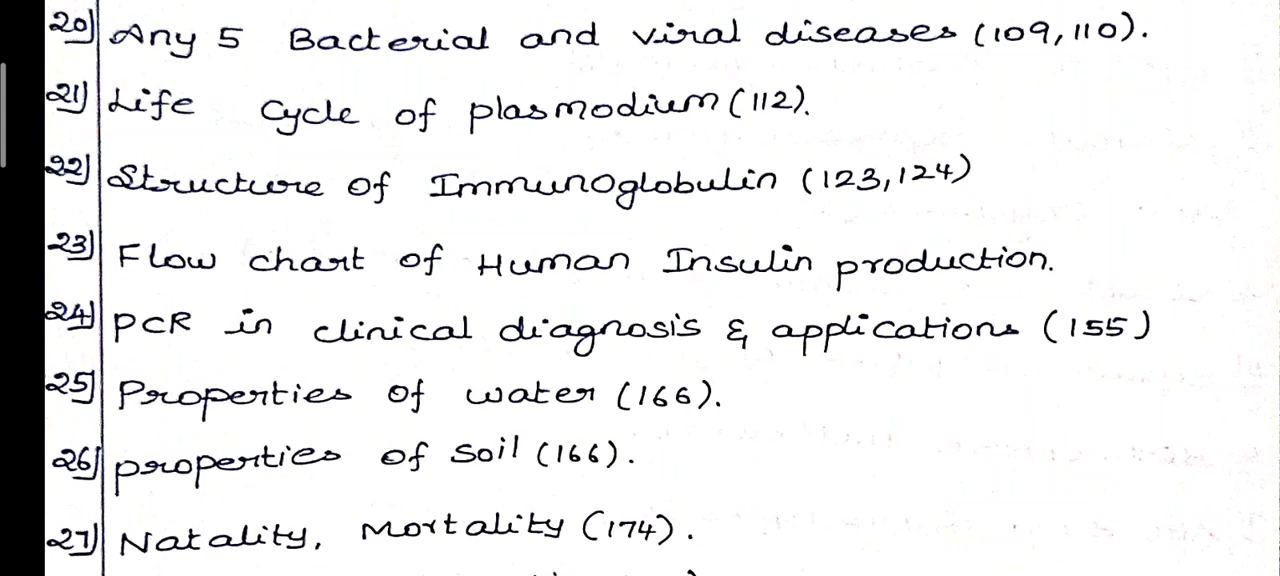 20) Any 5 Bacterial and viral diseases (109, 110).
21) Life Cycle of plasmodium (112).
22) Structure of Immunoglobulin (123, 124)
23) Flow chart of Human Insulin production.
24) PCR in clinical diagnosis & applications (155)
25) Properties of water (166).
26) properties of soil (166).
27) Natality, Mortality (174).